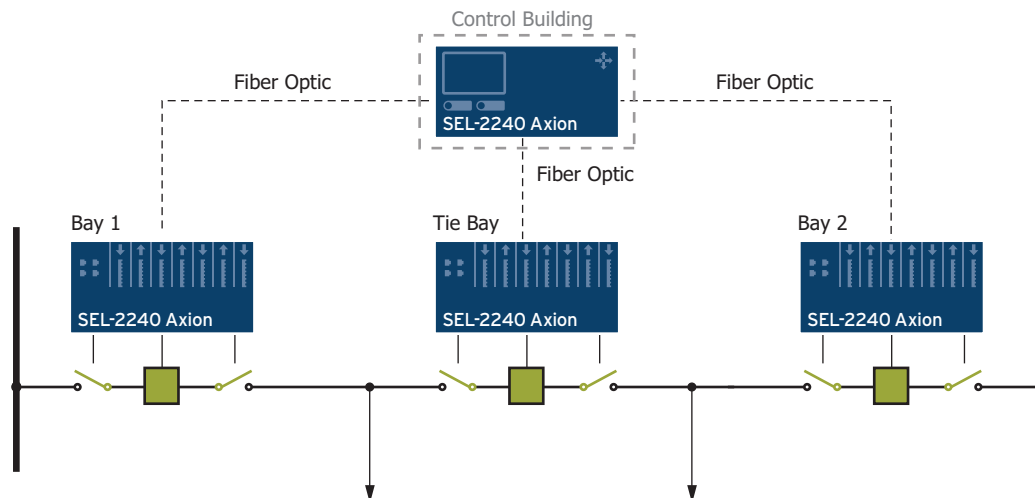 Control Building
Fiber Optic
Fiber Optic
SEL-2240 Axion
Fiber Optic
Bay 1
Tie Bay
Bay 2
SEL-2240 Axion
SEL-2240 Axion
SEL-2240 Axion